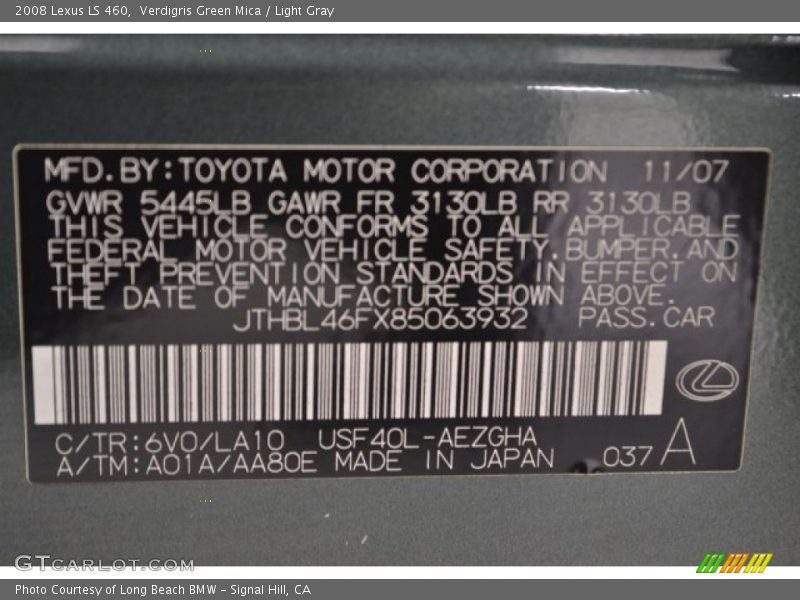 2008 Lexus LS 460,  Verdigris Green Mica / Light Gray
MFD.BY:TOYOTA MOTOR CORPORATION 11/07
GVWR 5445LB GAWR FR 3130LB RR 3130LB
THIS VEHICLE CONFORMS TO ALL APPLICABLE
FEDERAL MOTOR VEHICLE SAFETY,BUMPER,AND
THEFT PREVENTION STANDARDS IN EFFECT ON
THE DATE OF MANUFACTURE SHOWN ABOVE.
JTHBL46FX85063932 PASS.CAR
C/TR:6V0/LA10 USF40L-AEZGHA
A/TM:A01A/AA80E MADE IN JAPAN 037 A
GTCARLOT.COM
Photo Courtesy of Long Beach BMW - Signal Hill, CA